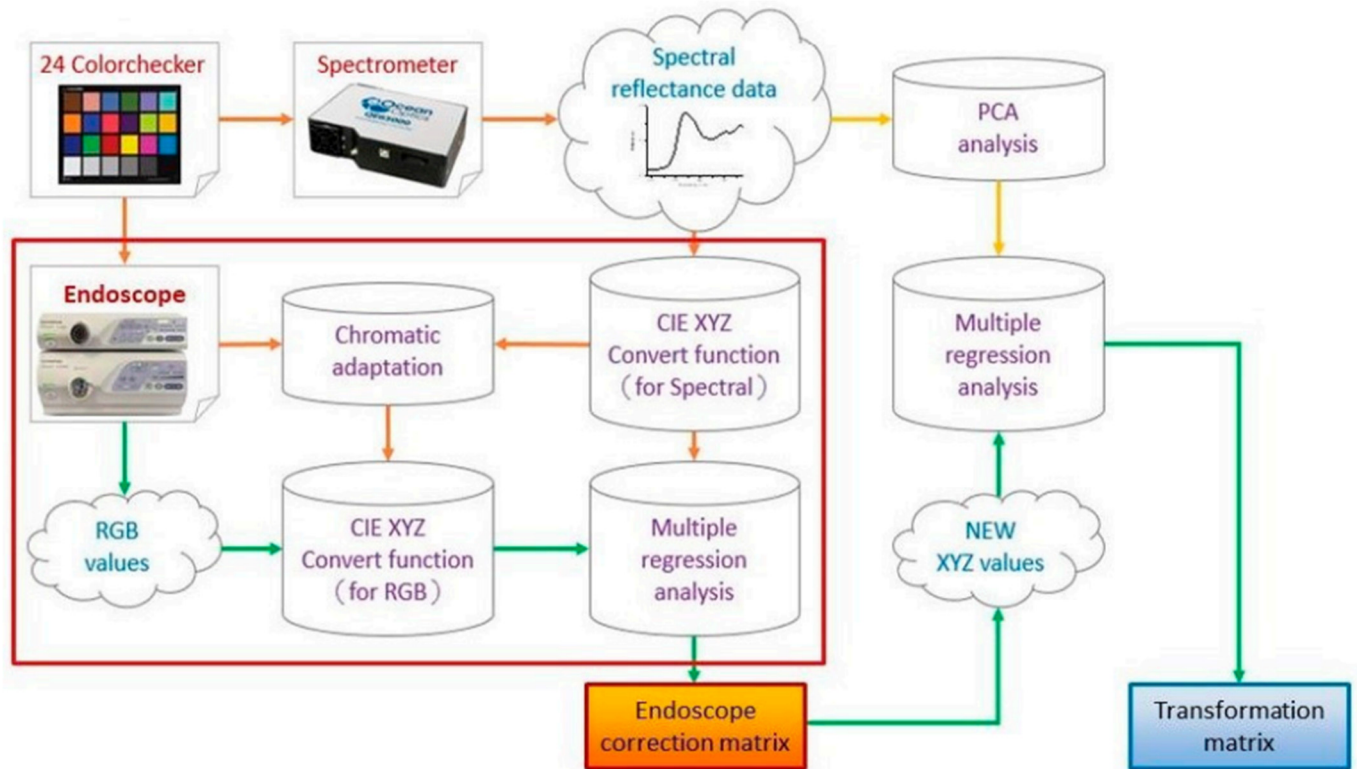 24 Colorchecker
Spectrometer
Ocean
Optics
Spectral
reflectance data
PCA
analysis
Endoscope
Chromatic
adaptation
CIE XYZ
Convert function
(for Spectral)
Multiple
regression
analysis
RGB
values
CIE XYZ
Convert function
(for RGB)
Multiple
regression
analysis
NEW
XYZ values
Endoscope
correction matrix
Transformation
matrix